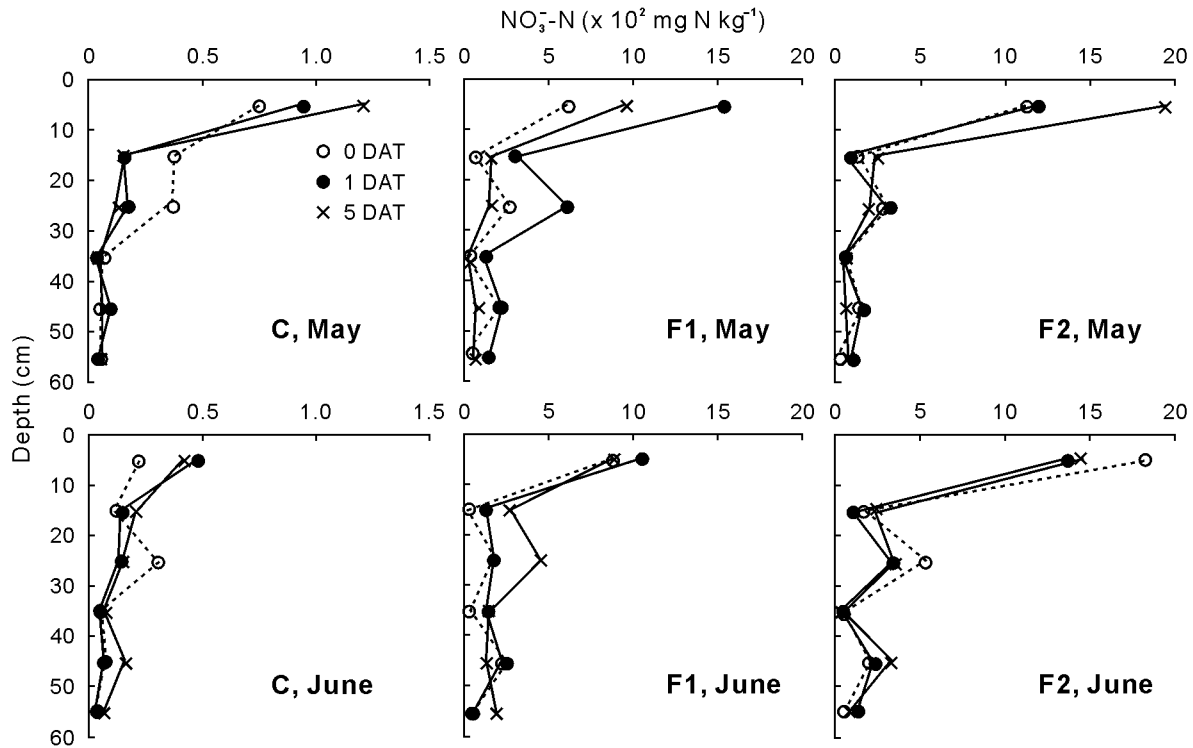 NO₃⁻-N (x 10² mg N kg⁻¹)
0 0.5 1.0 1.5
0 5 10 15 20
0 5 10 15 20
0
10
20
30
40
50
60
0 DAT
1 DAT
5 DAT
C, May
F1, May
F2, May
Depth (cm)
0 0.5 1.0 1.5
0 5 10 15 20
0 5 10 15 20
0
10
20
30
40
50
60
C, June
F1, June
F2, June